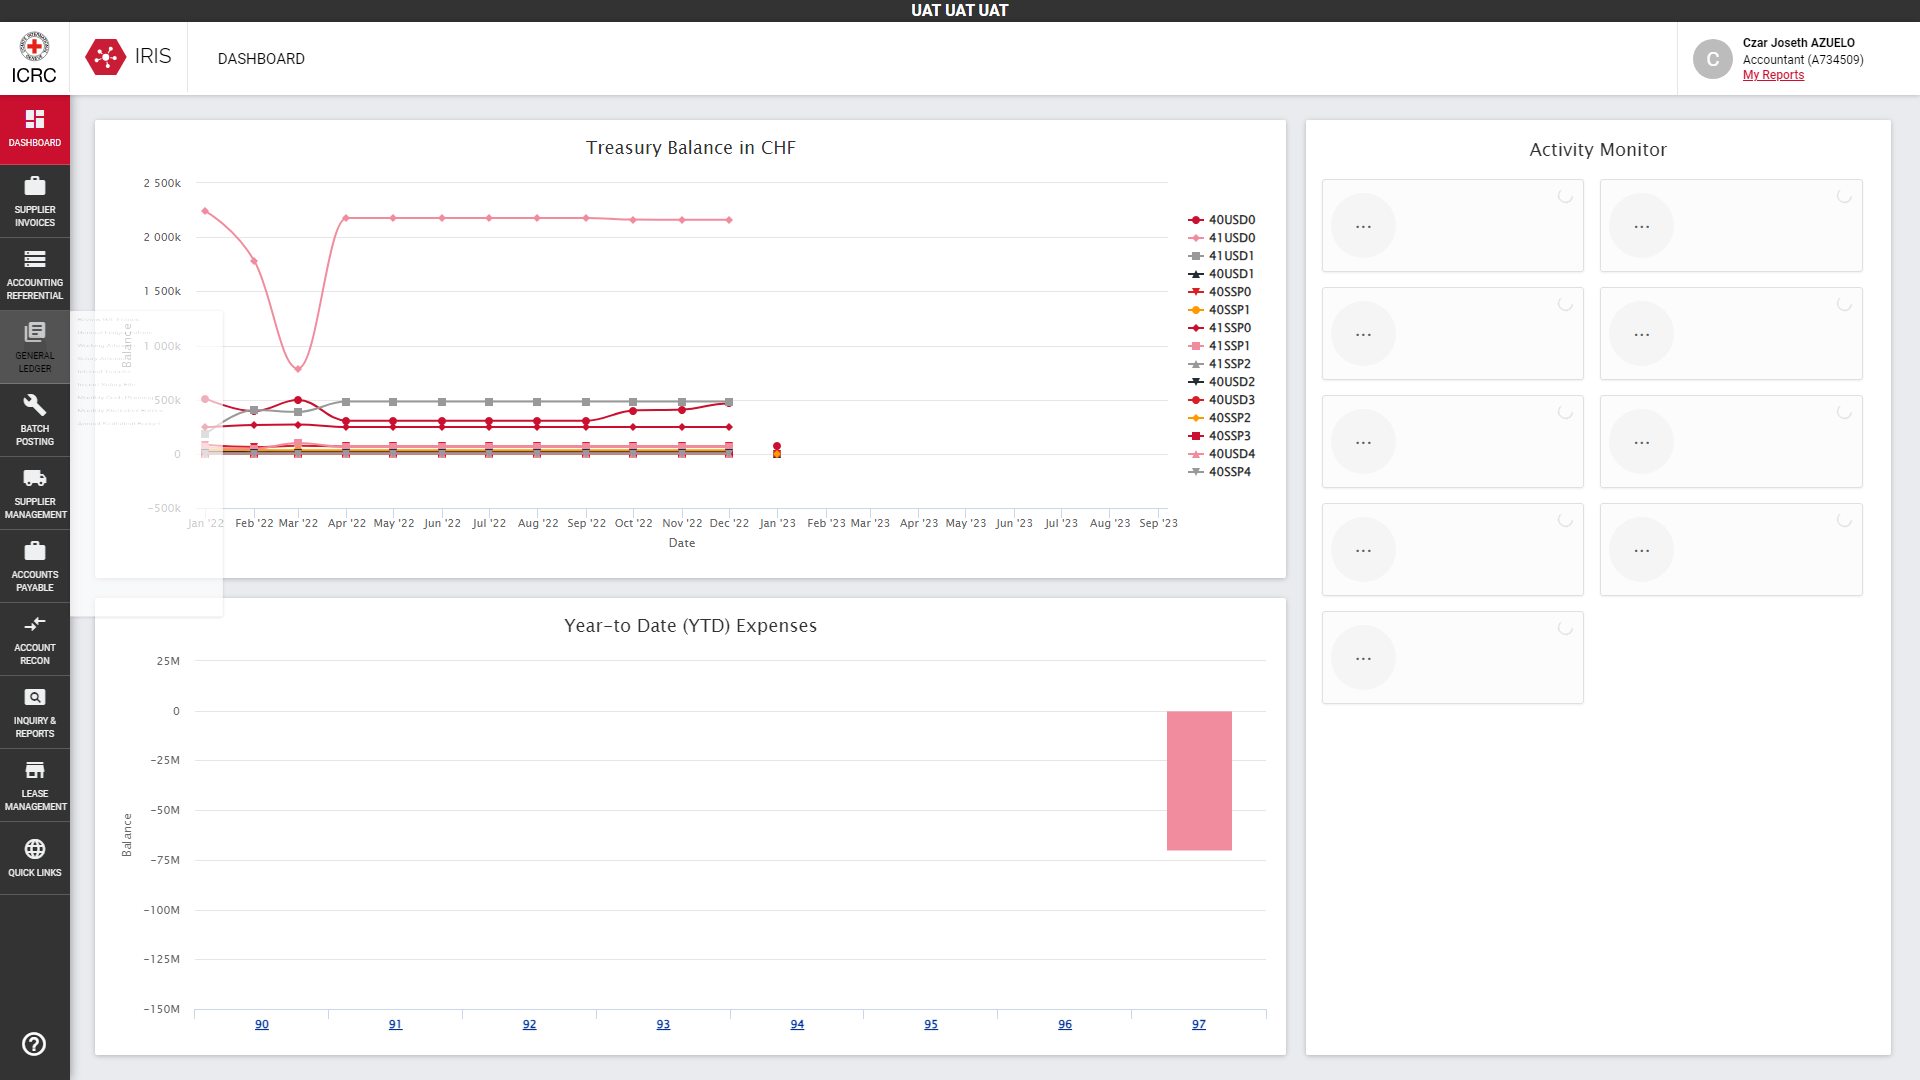 UAT UAT UAT
ICRC
IRIS
DASHBOARD
Czar Joseth AZUELO
Accountant (A734509)
My Reports
C
DASHBOARD
SUPPLIER
INVOICES
ACCOUNTING
REFERENTIAL
GENERAL
LEDGER
BATCH
POSTING
SUPPLIER
MANAGEMENT
ACCOUNTS
PAYABLE
ACCOUNT
RECON
INQUIRY &
REPORTS
LEASE
MANAGEMENT
QUICK LINKS
Treasury Balance in CHF
2 500k
2 000k
1 500k
1 000k
500k
0
-500k
Balance
Jan '22 Feb '22 Mar '22 Apr '22 May '22 Jun '22 Jul '22 Aug '22 Sep '22 Oct '22 Nov '22 Dec '22 Jan '23 Feb '23 Mar '23 Apr '23 May '23 Jun '23 Jul '23 Aug '23 Sep '23
Date
40USD0
41USD0
41USD1
40USD1
40SSP0
40SSP1
41SSP0
41SSP1
41SSP2
40USD2
40USD3
40SSP2
40SSP3
40USD4
40SSP4
Year-to Date (YTD) Expenses
25M
0
-25M
-50M
-75M
-100M
-125M
-150M
Balance
90 91 92 93 94 95 96 97
Activity Monitor
... ...
... ...
... ...
... ...
...